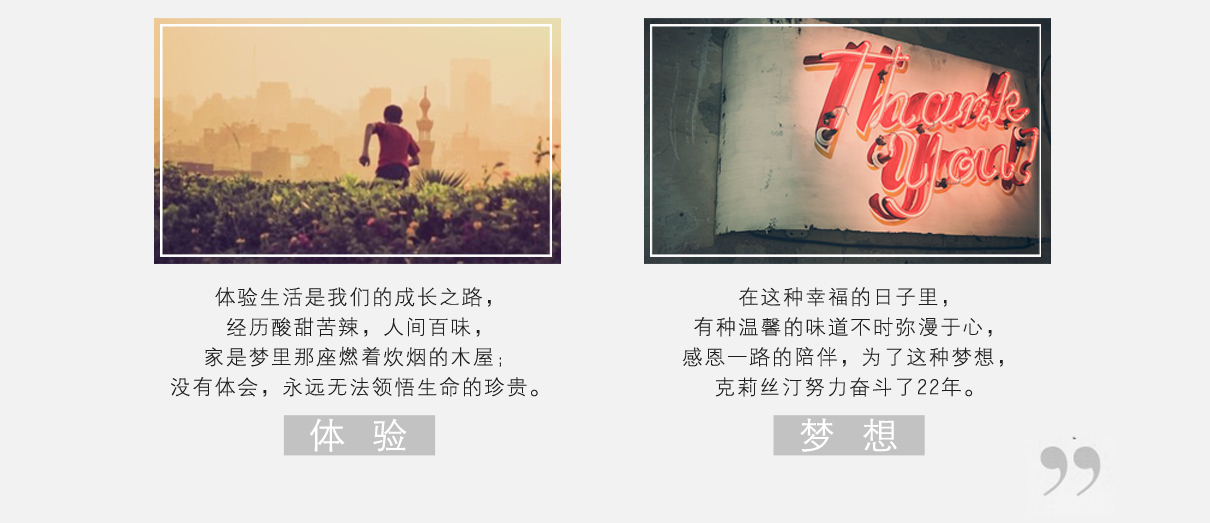 Thank
you!
体验生活是我们的成长之路，
经历酸甜苦辣，人间百味，
家是梦里那座燃着炊烟的木屋；
没有体会，永远无法领悟生命的珍贵。
体 验
在这种幸福的日子里，
有种温馨的味道不时弥漫于心，
感恩一路的陪伴，为了这种梦想，
克莉丝汀努力奋斗了22年。
梦 想
”